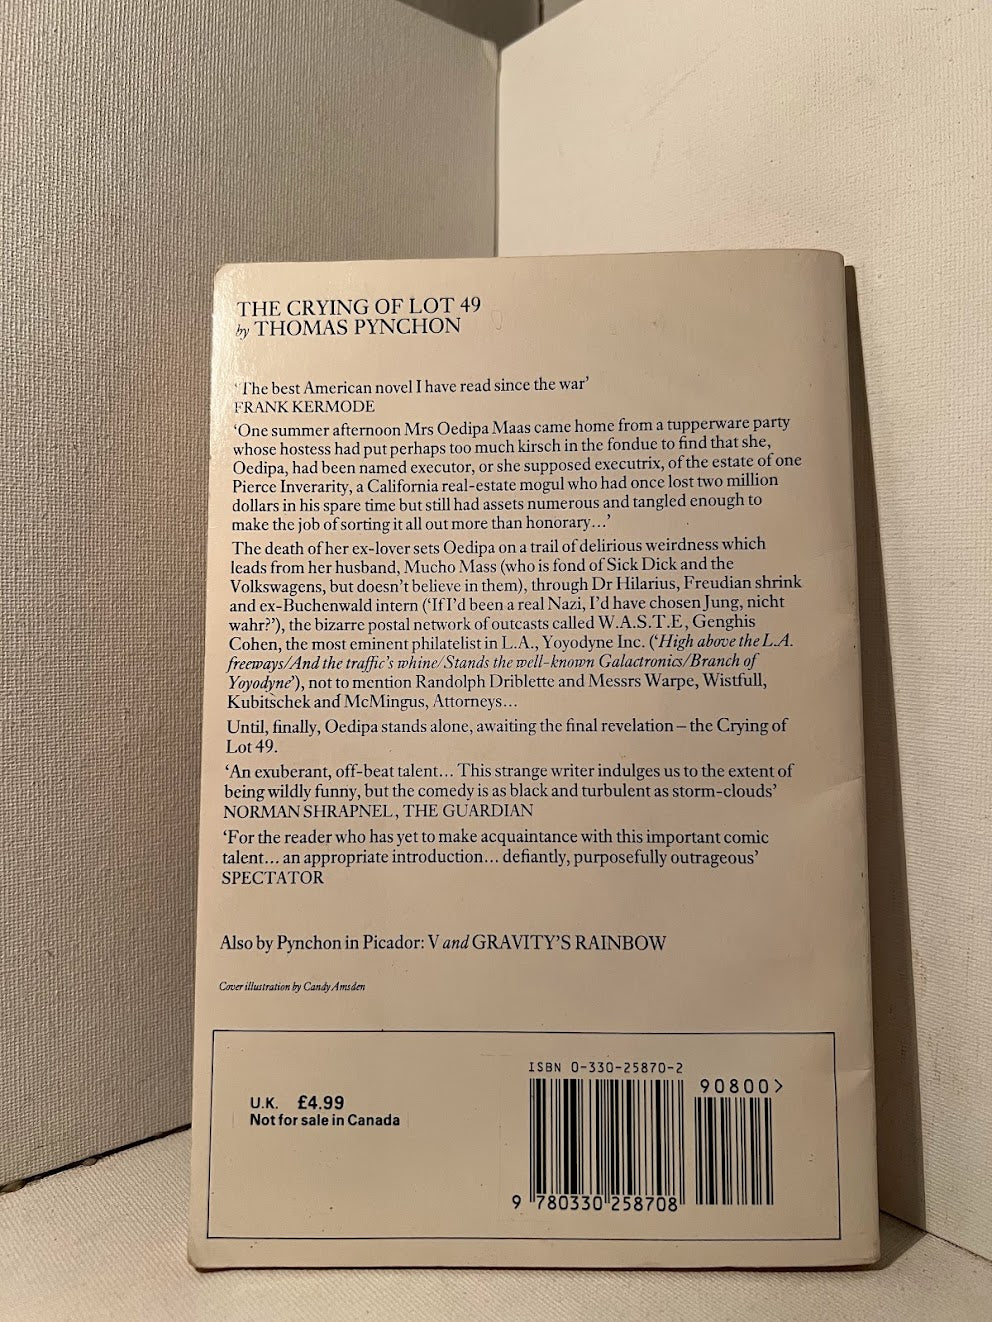 THE CRYING OF LOT 49
by THOMAS PYNCHON
‘The best American novel I have read since the war’
FRANK KERMODE
‘One summer afternoon Mrs Oedipa Maas came home from a tupperware party
whose hostess had put perhaps too much kirsch in the fondue to find that she,
Oedipa, had been named executor, or she supposed executrix, of the estate of one
Pierce Inverarity, a California real-estate mogul who had once lost two million
dollars in his spare time but still had assets numerous and tangled enough to
make the job of sorting it all out more than honorary...’
The death of her ex-lover sets Oedipa on a trail of delirious weirdness which
leads from her husband, Mucho Mass (who is fond of Sick Dick and the
Volkswagens, but doesn’t believe in them), through Dr Hilarius, Freudian shrink
and ex-Buchenwald intern (‘If I’d been a real Nazi, I’d have chosen Jung, nicht
wahr?’), the bizarre postal network of outcasts called W.A.S.T.E, Genghis
Cohen, the most eminent philatelist in L.A., Yoyodyne Inc. (‘High above the L.A.
freeways/And the traffic’s whine/Stands the well-known Galactronics/Branch of
Yoyodyne’), not to mention Randolph Driblette and Messrs Warpe, Wistfull,
Kubitschek and McMingus, Attorneys...
Until, finally, Oedipa stands alone, awaiting the final revelation – the Crying of
Lot 49.
‘An exuberant, off-beat talent... This strange writer indulges us to the extent of
being wildly funny, but the comedy is as black and turbulent as storm-clouds’
NORMAN SHRAPNEL, THE GUARDIAN
‘For the reader who has yet to make acquaintance with this important comic
talent... an appropriate introduction... defiantly, purposefully outrageous’
SPECTATOR
Also by Pynchon in Picador: V and GRAVITY’S RAINBOW
Cover illustration by Candy Amsden
U.K. £4.99
Not for sale in Canada
ISBN 0-330-25870-2
90800>
9 780330 258708